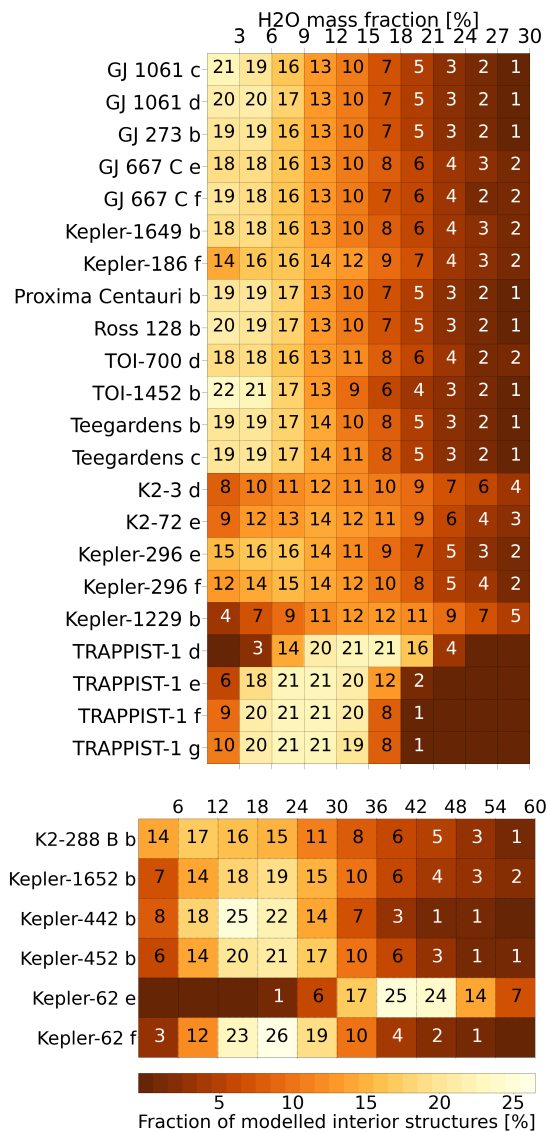 H2O mass fraction [%]
3 6 9 12 15 18 21 24 27 30
GJ 1061 c 21 19 16 13 10 7 5 3 2 1
GJ 1061 d 20 20 17 13 10 7 5 3 2 1
GJ 273 b 19 19 16 13 10 7 5 3 2 1
GJ 667 C e 18 18 16 13 10 8 6 4 3 2
GJ 667 C f 19 18 16 13 10 7 6 4 2 2
Kepler-1649 b 18 18 16 13 10 8 6 4 3 2
Kepler-186 f 14 16 16 14 12 9 7 4 3 2
Proxima Centauri b 19 19 17 13 10 7 5 3 2 1
Ross 128 b 20 19 17 13 10 7 5 3 2 1
TOI-700 d 18 18 16 13 11 8 6 4 2 2
TOI-1452 b 22 21 17 13 9 6 4 3 2 1
Teegardens b 19 19 17 14 10 8 5 3 2 1
Teegardens c 19 19 17 14 11 8 5 3 2 1
K2-3 d 8 10 11 12 11 10 9 7 6 4
K2-72 e 9 12 13 14 12 11 9 6 4 3
Kepler-296 e 15 16 16 14 11 9 7 5 3 2
Kepler-296 f 12 14 15 14 12 10 8 5 4 2
Kepler-1229 b 4 7 9 11 12 12 11 9 7 5
TRAPPIST-1 d 3 14 20 21 21 16 4
TRAPPIST-1 e 6 18 21 21 20 12 2
TRAPPIST-1 f 9 20 21 21 20 8 1
TRAPPIST-1 g 10 20 21 21 19 8 1
6 12 18 24 30 36 42 48 54 60
K2-288 B b 14 17 16 15 11 8 6 5 3 1
Kepler-1652 b 7 14 18 19 15 10 6 4 3 2
Kepler-442 b 8 18 25 22 14 7 3 1 1
Kepler-452 b 6 14 20 21 17 10 6 3 1 1
Kepler-62 e 1 6 17 25 24 14 7
Kepler-62 f 3 12 23 26 19 10 4 2 1
5 10 15 20 25
Fraction of modelled interior structures [%]